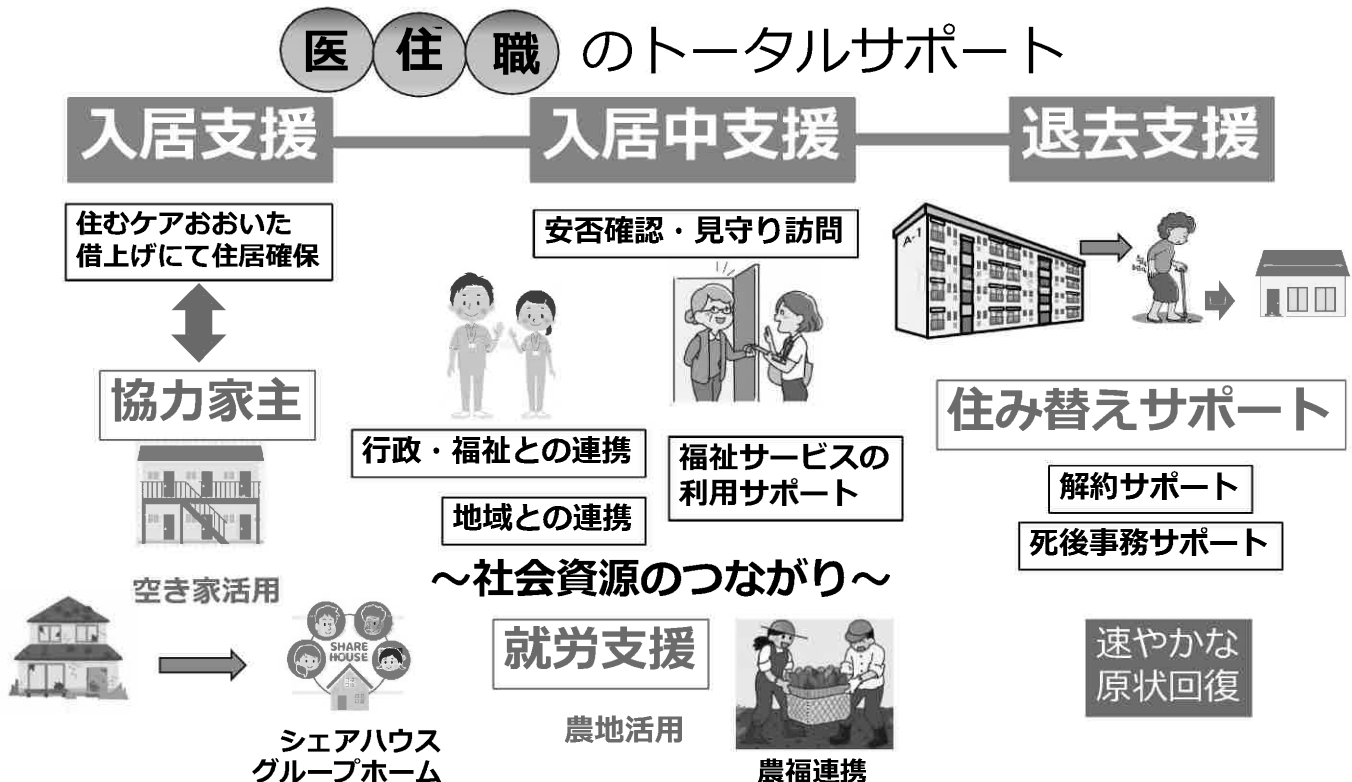 医住職のトータルサポート
入居支援
入居中支援
退去支援
住むケアおおいた
借上げにて住居確保
協力家主
空き家活用
SHARE
HOUSE
シェアハウス
グループホーム
安否確認・見守り訪問
行政・福祉との連携
地域との連携
福祉サービスの
利用サポート
～社会資源のつながり～
就労支援
農地活用
農福連携
A-1
住み替えサポート
解約サポート
死後事務サポート
速やかな
原状回復